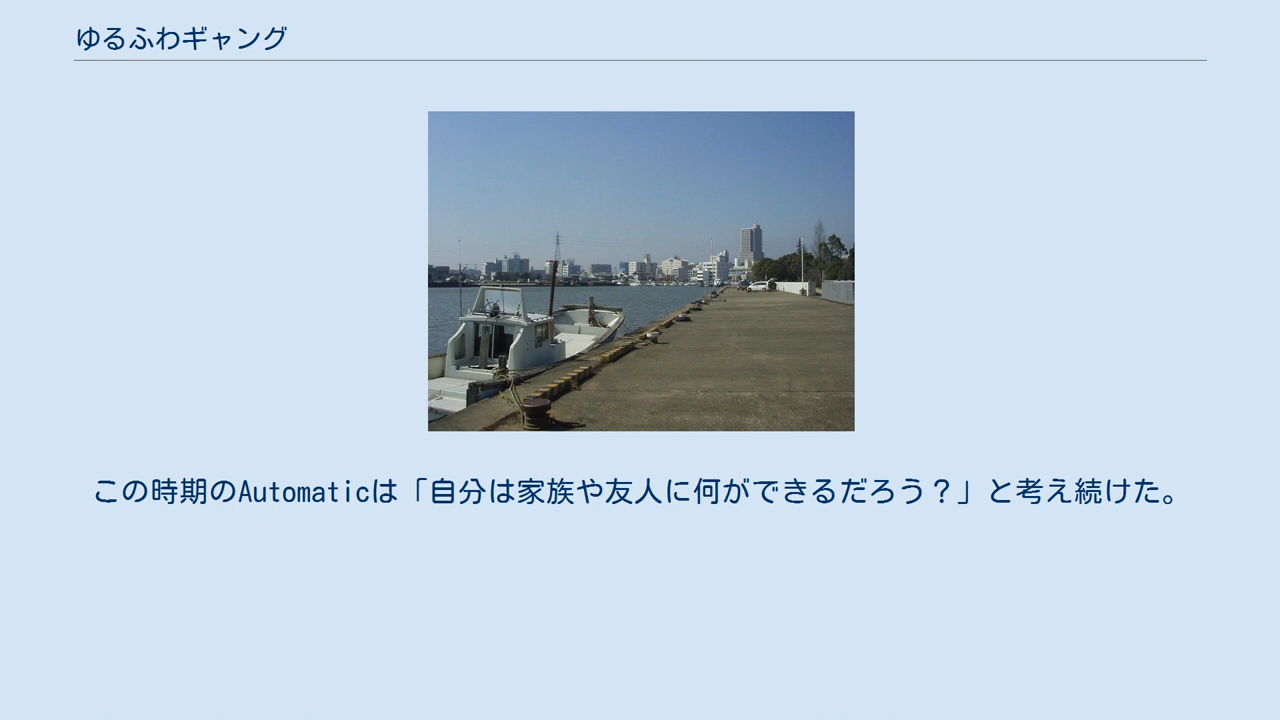 ゆるふわギャング
この時期のAutomaticは「自分は家族や友人に何ができるだろう？」と考え続けた。